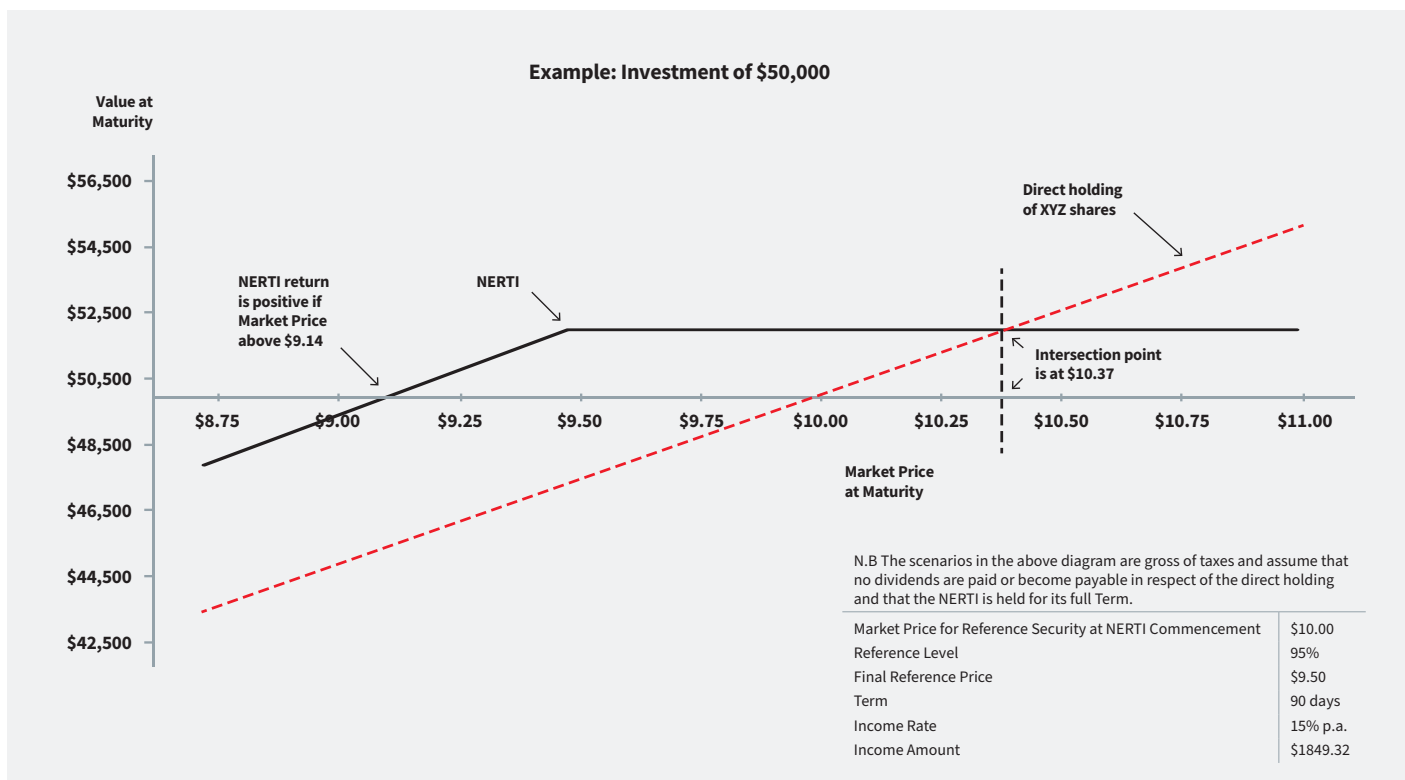 Example: Investment of $50,000
Value at
Maturity
$56,500
$54,500
$52,500
$50,500
$48,500
$46,500
$44,500
$42,500
NERTI return
is positive if
Market Price
above $9.14
NERTI
Direct holding
of XYZ shares
Intersection point
is at $10.37
$8.75 $9.00 $9.25 $9.50 $9.75 $10.00 $10.25 $10.50 $10.75 $11.00
Market Price
at Maturity
N.B The scenarios in the above diagram are gross of taxes and assume that
no dividends are paid or become payable in respect of the direct holding
and that the NERTI is held for its full Term.
Market Price for Reference Security at NERTI Commencement $10.00
Reference Level 95%
Final Reference Price $9.50
Term 90 days
Income Rate 15% p.a.
Income Amount $1849.32